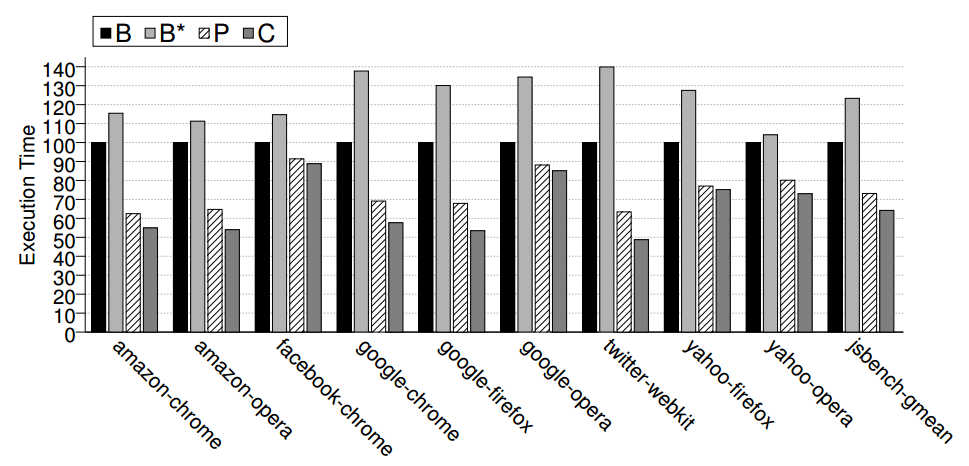 B B* P C
140
130
120
110
100
90
80
70
60
50
40
30
20
10
0
Execution Time
amazon-chrome
amazon-opera
facebook-chrome
google-chrome
google-firefox
google-opera
twitter-webkit
yahoo-firefox
yahoo-opera
jsbench-gmean